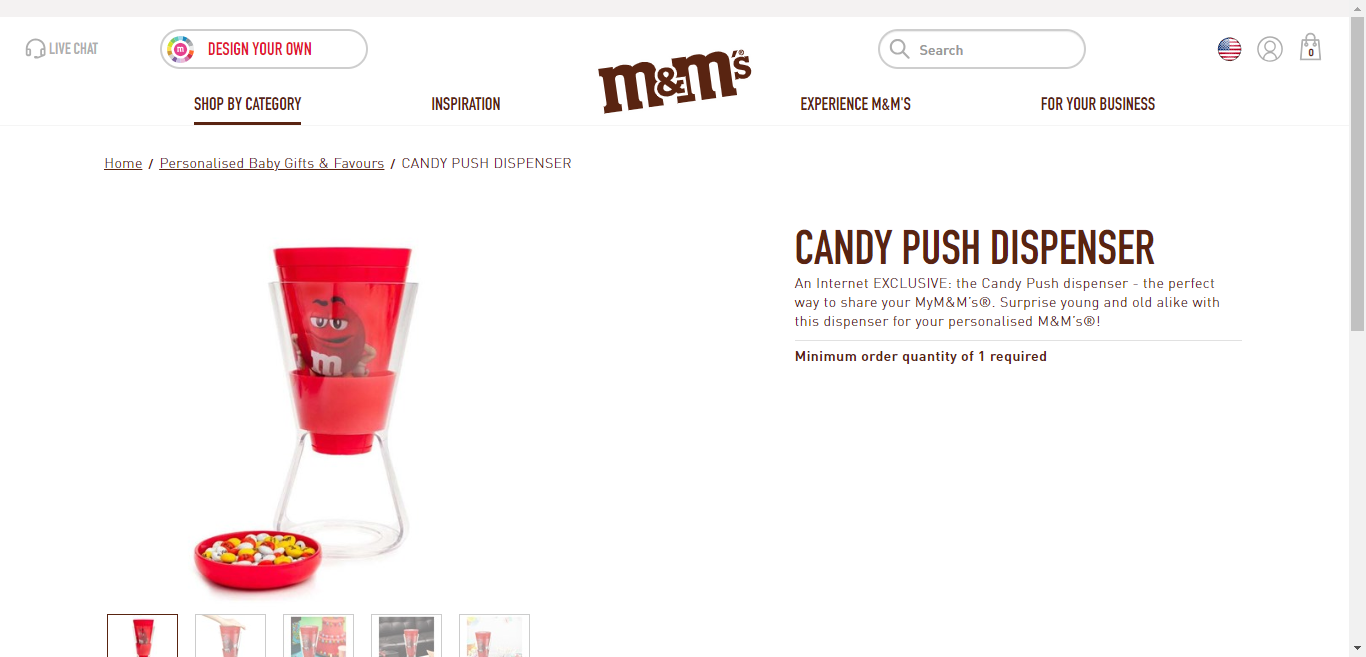 LIVE CHAT
DESIGN YOUR OWN
m
m&m's®
Search
0
SHOP BY CATEGORY
INSPIRATION
EXPERIENCE M&M'S
FOR YOUR BUSINESS
Home / Personalised Baby Gifts & Favours / CANDY PUSH DISPENSER
CANDY PUSH DISPENSER
An Internet EXCLUSIVE: the Candy Push dispenser - the perfect
way to share your MyM&M's®. Surprise young and old alike with
this dispenser for your personalised M&M's®!
Minimum order quantity of 1 required
m